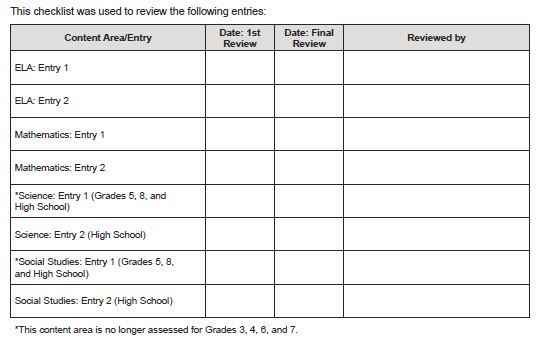 This checklist was used to review the following entries:
Content Area/Entry
Date: 1st
Review
Date: Final
Review
Reviewed by
ELA: Entry 1
ELA: Entry 2
Mathematics: Entry 1
Mathematics: Entry 2
*Science: Entry 1 (Grades 5, 8, and
High School)
Science: Entry 2 (High School)
*Social Studies: Entry 1 (Grades 5, 8,
and High School)
Social Studies: Entry 2 (High School)
*This content area is no longer assessed for Grades 3, 4, 6, and 7.